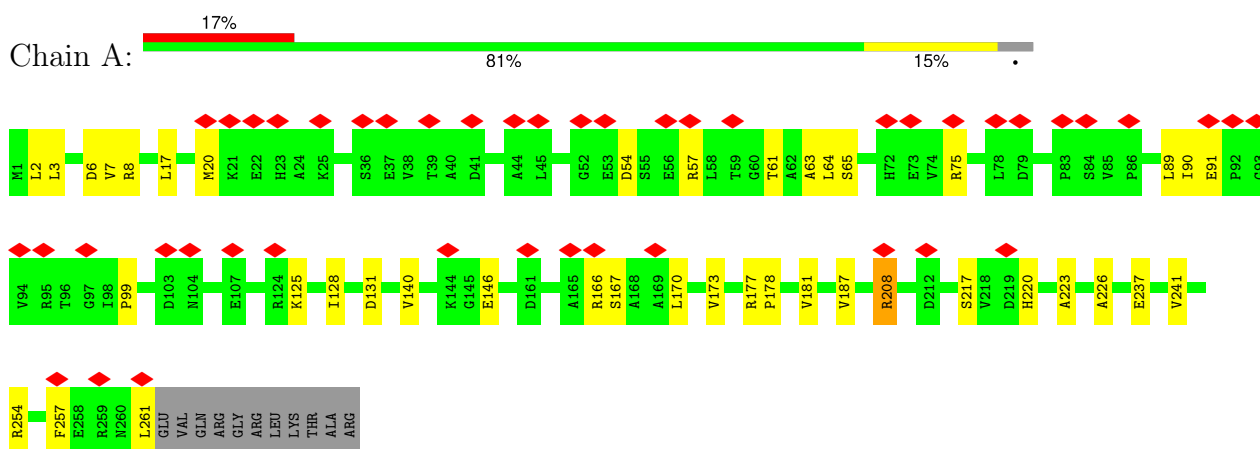 17%
Chain A:
81% 15% •
M1 L2 L3 D6 V7 R8 L17 M20 K21 E22 H23 A24 K25 S36 E37 V38 T39 A40 D41 A44 L45 G52 E53 D54 S55 E56 R57 L58 T59 G60 T61 A62 A63 L64 S65 H72 E73 V74 R75 L78 D79 P83 S84 V85 P86 L89 I90 E91 P92 G93
V94 R95 T96 G97 I98 P99 D103 N104 E107 R124 K125 I128 D131 V140 K144 G145 E146 D161 A165 R166 S167 A168 A169 L170 V173 R177 P178 V181 V187 R208 D212 S217 V218 D219 H220 A223 A226 E237 V241
R254 F257 E258 R259 N260 L261 GLU VAL GLN ARG GLY ARG LEU LYS THR ALA ARG